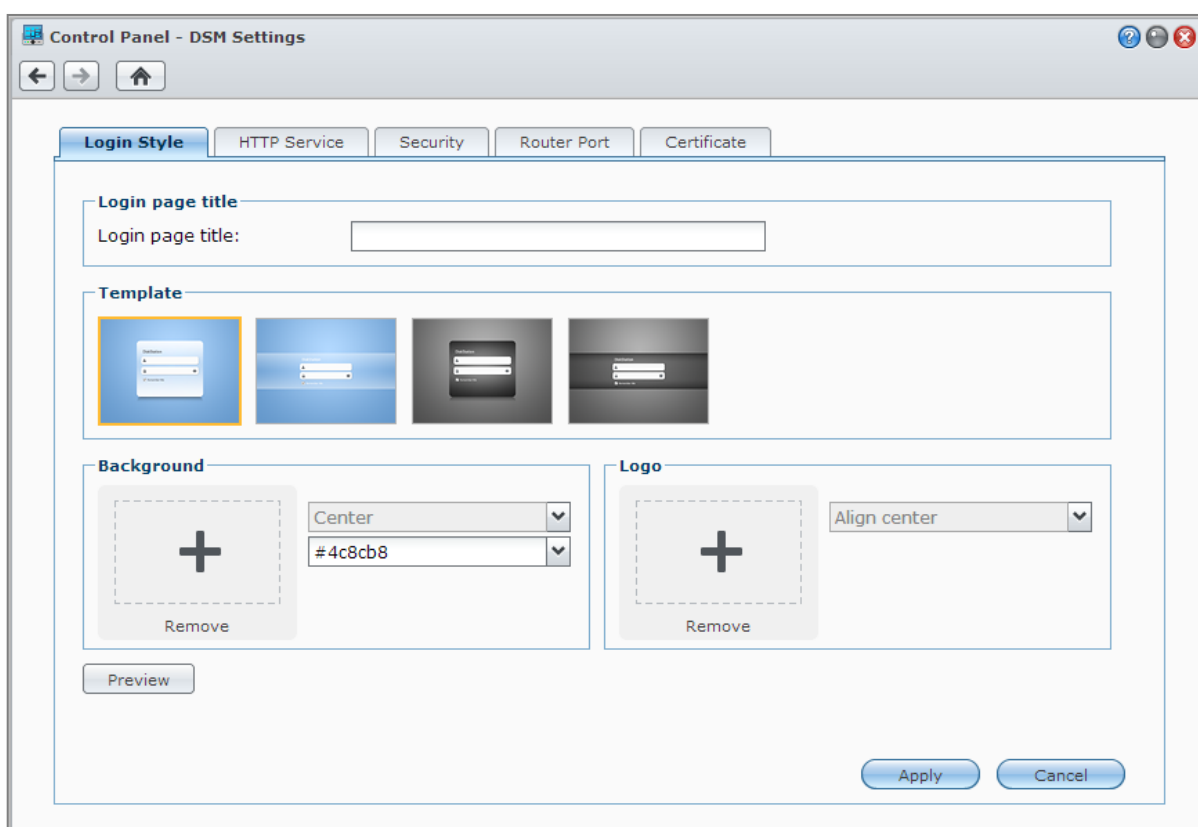 Control Panel - DSM Settings
Login Style HTTP Service Security Router Port Certificate
Login page title
Login page title:
Template
Background
Center
#4c8cb8
Remove
Logo
Align center
Remove
Preview
Apply Cancel